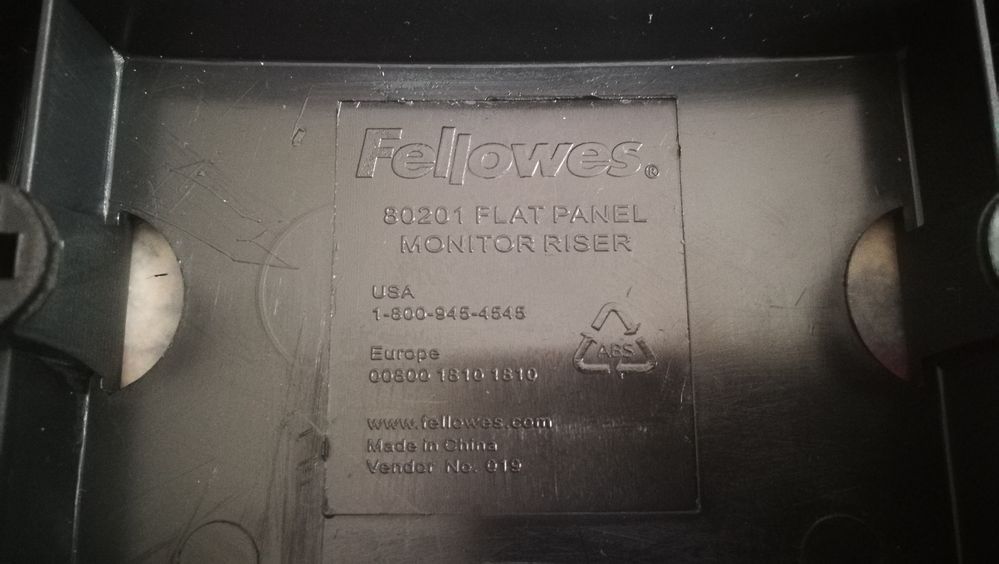 Fellowes®
80201 FLAT PANEL
MONITOR RISER
USA
1-800-945-4545
ABS
Europe
00800 1810 1810
www.fellowes.com
Made in China
Vendor No. 019